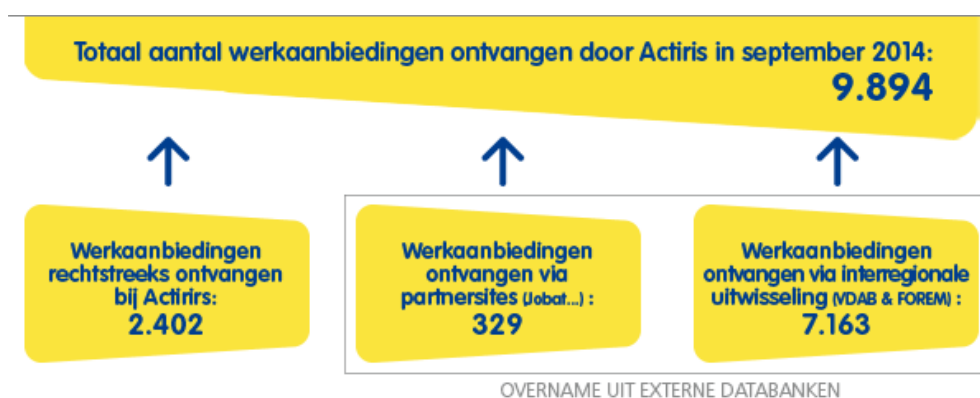 Totaal aantal werkaanbiedingen ontvangen door Actiris in september 2014:
9.894
Werkaanbiedingen
rechtstreeks ontvangen
bij Actirirs:
2.402
Werkaanbiedingen
ontvangen via
partnersites (Jobat...) :
329
Werkaanbiedingen
ontvangen via interregionale
uitwisseling (VDAB & FOREM) :
7.163
OVERNAME UIT EXTERNE DATABANKEN